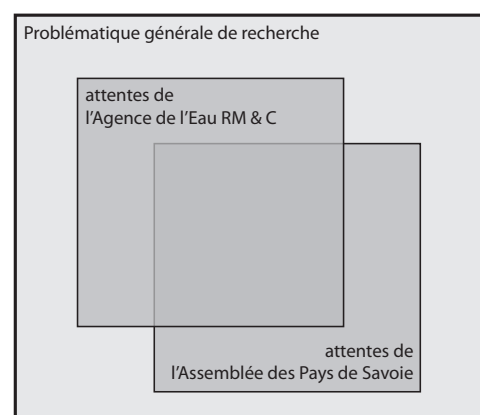 Problématique générale de recherche
attentes de
l'Agence de l'Eau RM & C
attentes de
l'Assemblée des Pays de Savoie